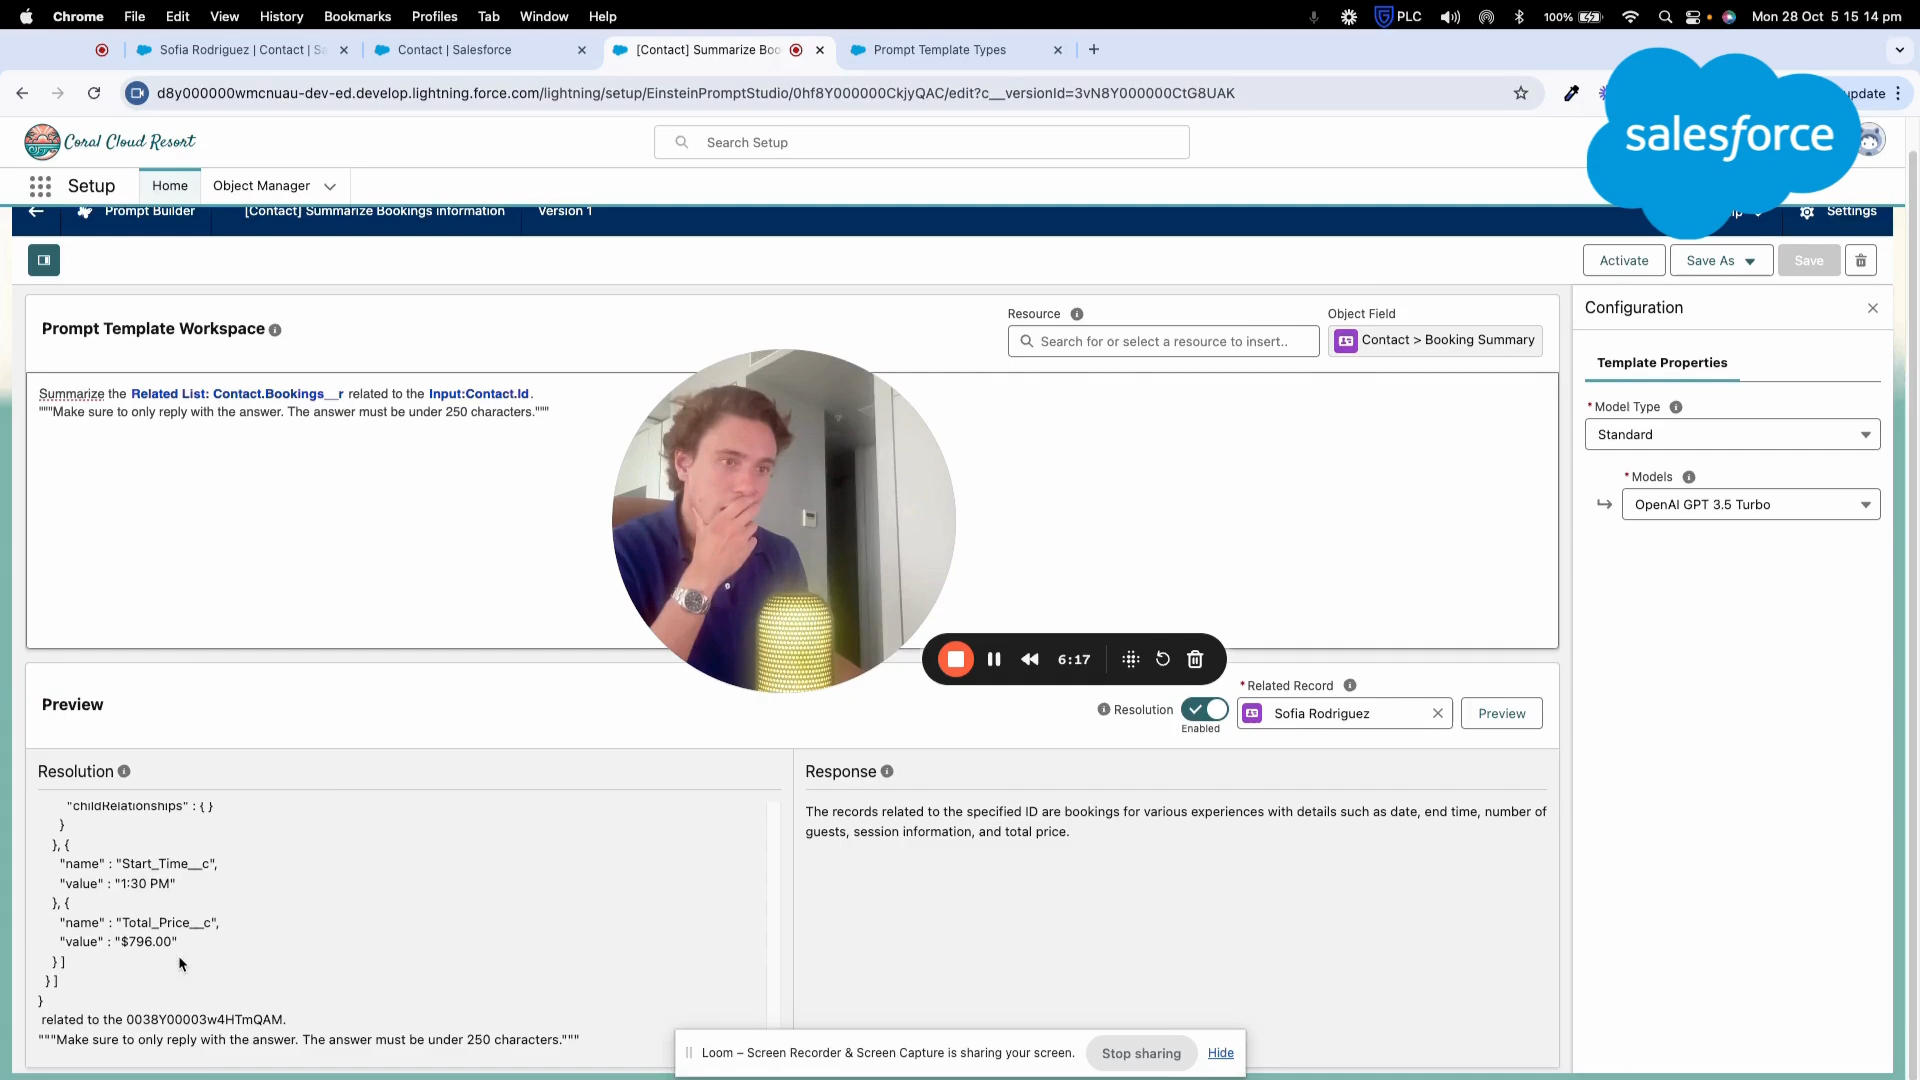 Chrome File Edit View History Bookmarks Profiles Tab Window Help
PLC 100% Mon 28 Oct 5 15 14 pm
Sofia Rodriguez | Contact | Sa
Contact | Salesforce
[Contact] Summarize Boo
Prompt Template Types
d8y000000wmcnuau-dev-ed.develop.lightning.force.com/lightning/setup/EinsteinPromptStudio/0hf8Y000000CkjyQAC/edit?c__versionId=3vN8Y000000CtG8UAK
update
salesforce
Coral Cloud Resort
Search Setup
Setup Home Object Manager
Prompt Builder [Contact] Summarize Bookings information Version 1
Settings
Activate Save As Save
Prompt Template Workspace
Resource
Search for or select a resource to insert..
Object Field
Contact > Booking Summary
Configuration
Template Properties
* Model Type
Standard
* Models
OpenAI GPT 3.5 Turbo
Summarize the Related List: Contact.Bookings__r related to the Input:Contact.Id.
"""Make sure to only reply with the answer. The answer must be under 250 characters."""
6:17
Preview
Resolution
Enabled
* Related Record
Sofia Rodriguez
Preview
Resolution
"childRelationships" : { }
}
}, {
"name" : "Start_Time__c",
"value" : "1:30 PM"
}, {
"name" : "Total_Price__c",
"value" : "$796.00"
} ]
} ]
}
related to the 0038Y00003w4HTmQAM.
"""Make sure to only reply with the answer. The answer must be under 250 characters."""
Response
The records related to the specified ID are bookings for various experiences with details such as date, end time, number of
guests, session information, and total price.
Loom – Screen Recorder & Screen Capture is sharing your screen. Stop sharing Hide